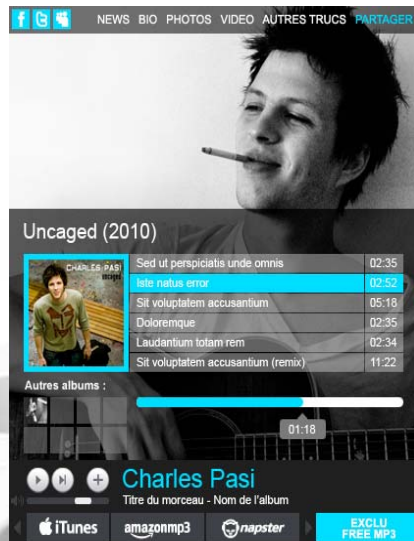 NEWS BIO PHOTOS VIDEO AUTRES TRUCS PARTAGER
Uncaged (2010)
CHARLES PASI
uncaged
Sed ut perspiciatis unde omnis 02:35
Iste natus error 02:52
Sit voluptatem accusantium 05:18
Doloremque 02:35
Laudantium totam rem 02:34
Sit voluptatem accusantium (remix) 11:22
Autres albums :
01:18
Charles Pasi
Titre du morceau - Nom de l'album
iTunes amazonmp3 napster EXCLU
FREE MP3